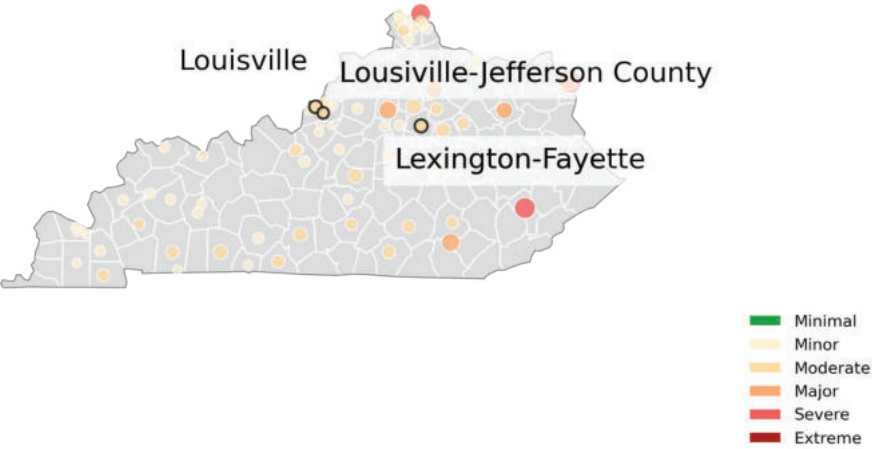 Louisville
Lousiville-Jefferson County
Lexington-Fayette
Minimal
Minor
Moderate
Major
Severe
Extreme